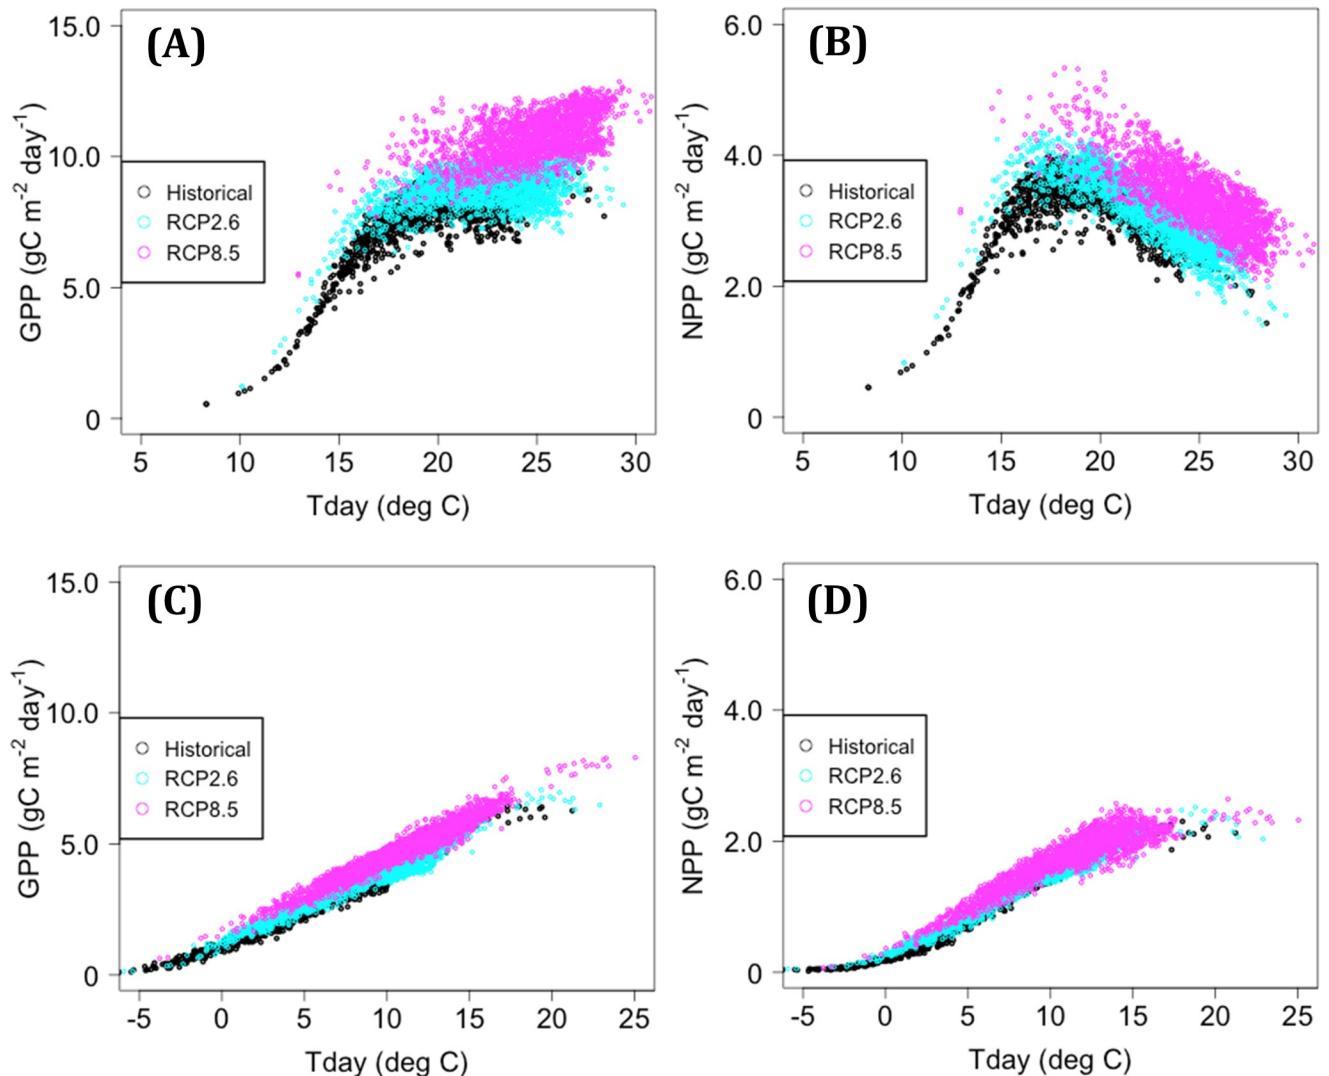 (A)
15.0
10.0
5.0
0
GPP (gC m-2 day-1)
Historical
RCP2.6
RCP8.5
5 10 15 20 25 30
Tday (deg C)
(B)
6.0
4.0
2.0
0
NPP (gC m-2 day-1)
Historical
RCP2.6
RCP8.5
5 10 15 20 25 30
Tday (deg C)
(C)
15.0
10.0
5.0
0
GPP (gC m-2 day-1)
Historical
RCP2.6
RCP8.5
-5 0 5 10 15 20 25
Tday (deg C)
(D)
6.0
4.0
2.0
0
NPP (gC m-2 day-1)
Historical
RCP2.6
RCP8.5
-5 0 5 10 15 20 25
Tday (deg C)